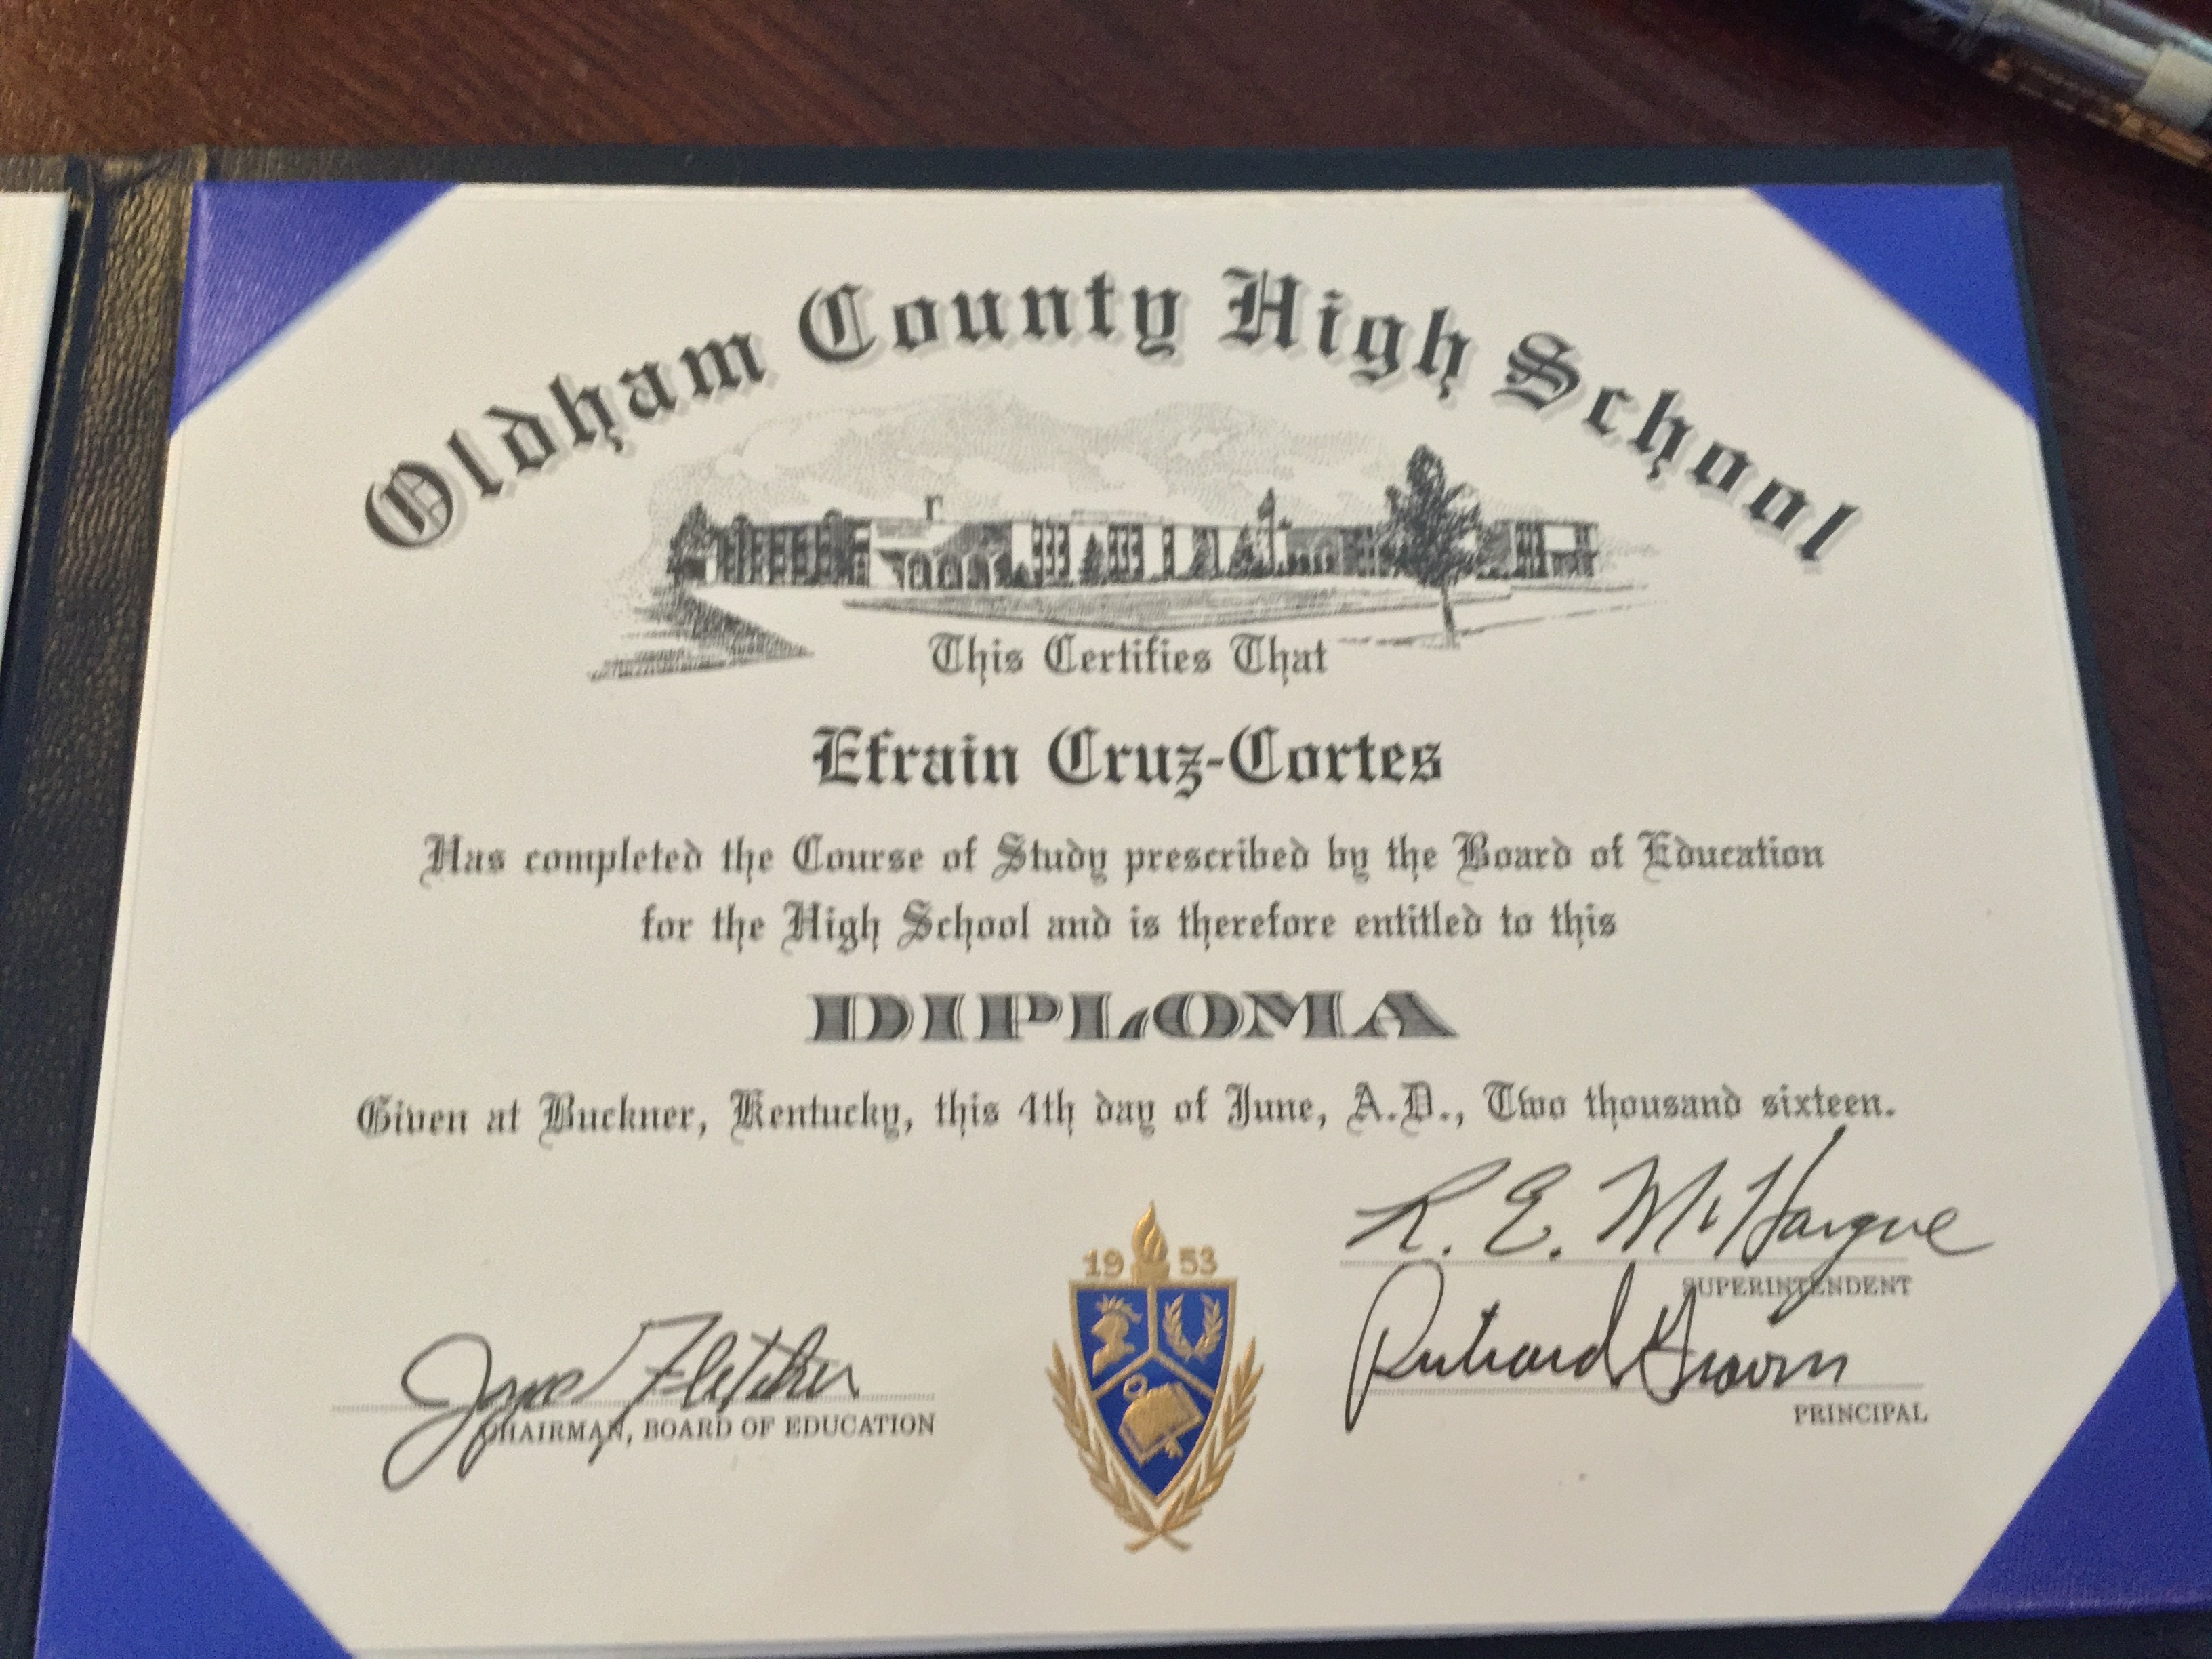 Oldham County High School
This Certifies That
Efrain Cruz-Cortes
Has completed the Course of Study prescribed by the Board of Education
for the High School and is therefore entitled to this
DIPLOMA
Given at Buckner, Kentucky, this 4th day of June, A.D., Two thousand sixteen.
R. E. McHargue
SUPERINTENDENT
19 53
Joyce Fletcher
CHAIRMAN, BOARD OF EDUCATION
Richard Graviss
PRINCIPAL